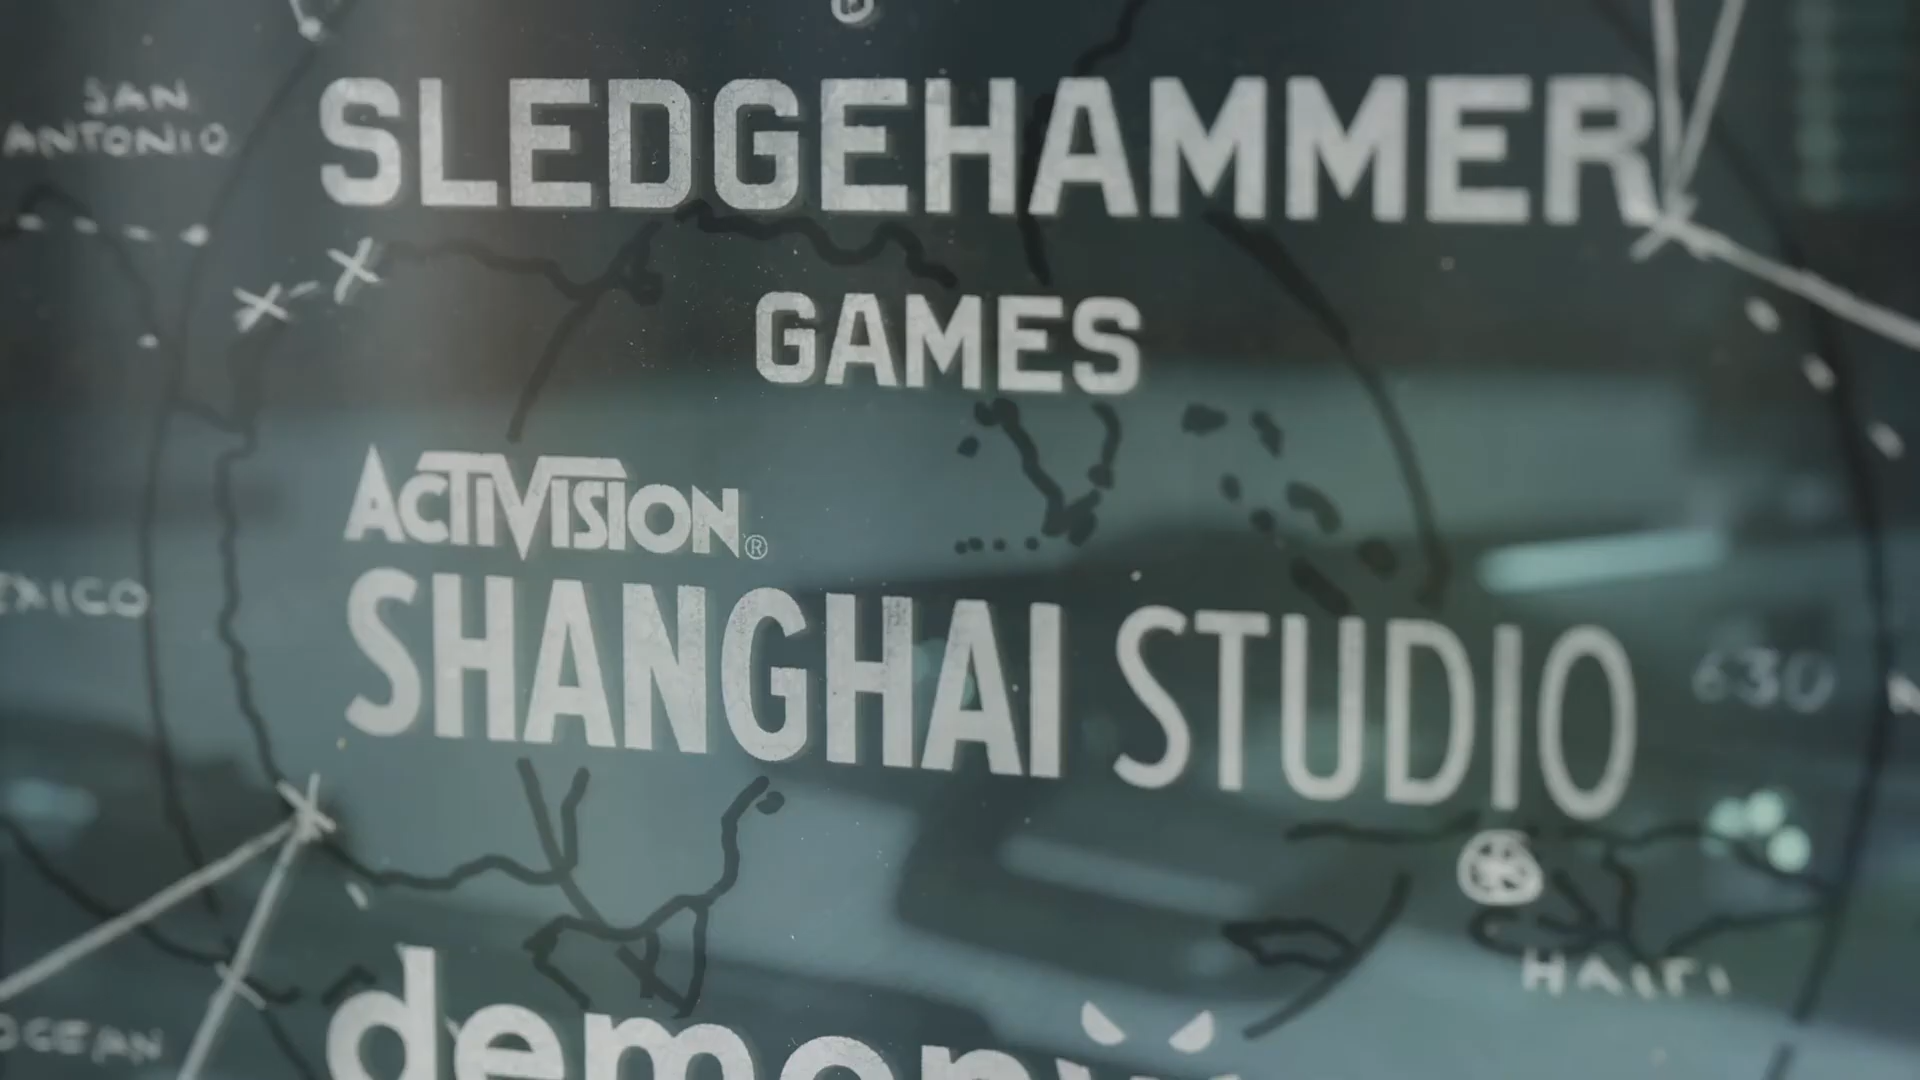 SAN
ANTONIO
SLEDGEHAMMER
GAMES
ACTIVISION®
SHANGHAI STUDIO
630
HAITI
OCEAN